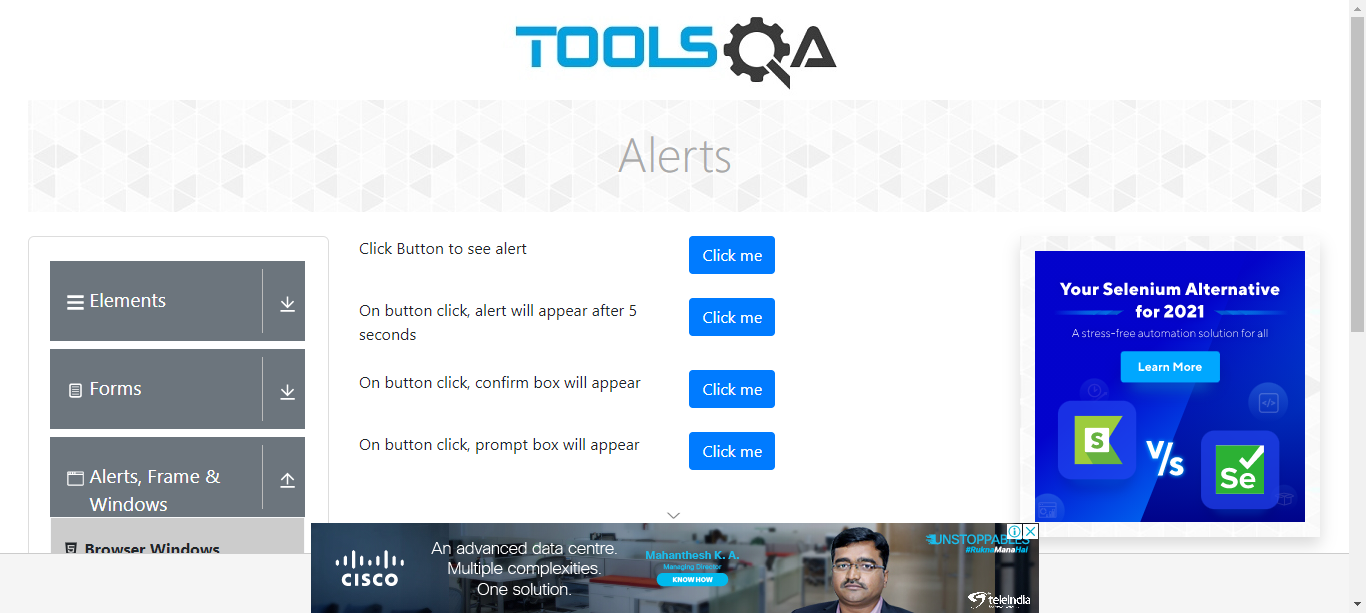 TOOLSQA
Alerts
Elements
Forms
Alerts, Frame &
Windows
Browser Windows
Click Button to see alert
Click me
On button click, alert will appear after 5
seconds
Click me
On button click, confirm box will appear
Click me
On button click, prompt box will appear
Click me
Your Selenium Alternative
for 2021
A stress-free automation solution for all
Learn More
S
V/s
Se
CISCO
An advanced data centre.
Multiple complexities.
One solution.
Mahanthesh K. A.
Managing Director
KNOW HOW
UNSTOPPABLES
#RuknaManaHai
teleindia